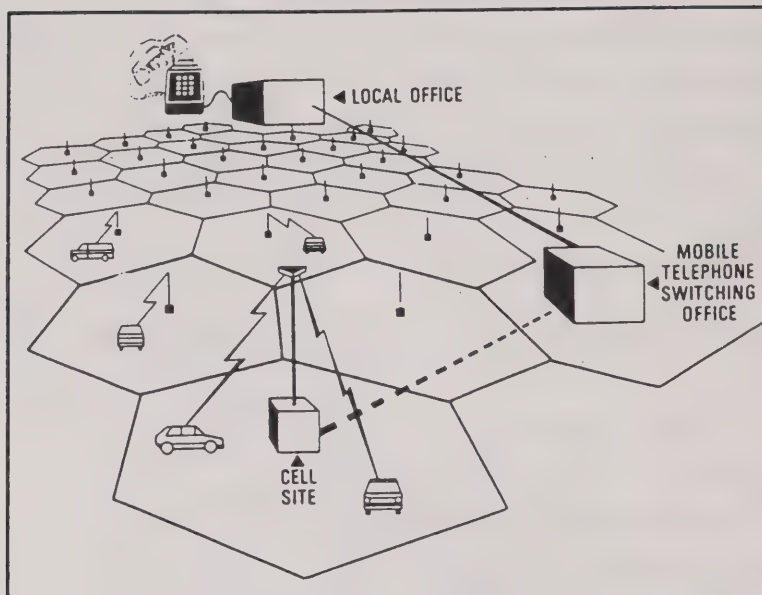 LOCAL OFFICE
MOBILE
TELEPHONE
SWITCHING
OFFICE
CELL
SITE